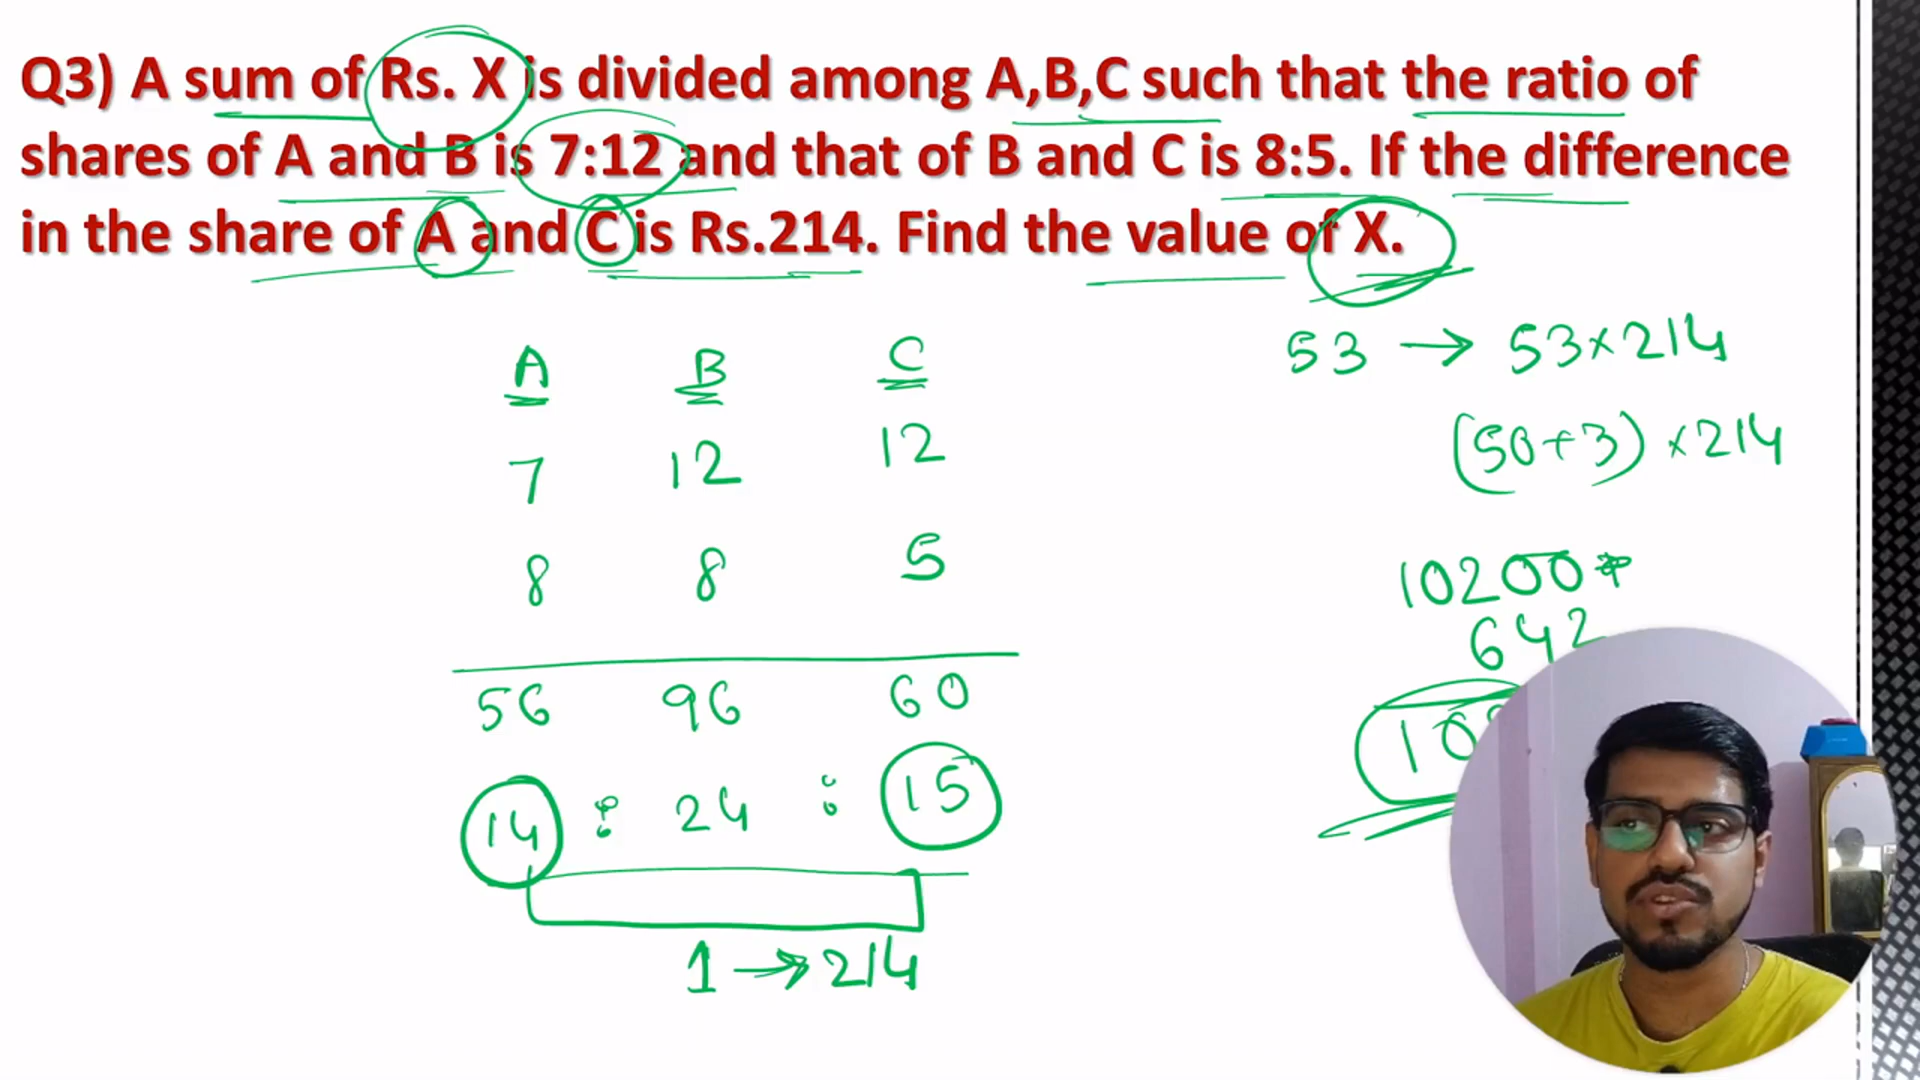 Q3) A sum of Rs. X is divided among A,B,C such that the ratio of
shares of A and B is 7:12 and that of B and C is 8:5. If the difference
in the share of A and C is Rs.214. Find the value of X.
A B C
7 12 12
8 8 5
56 96 60
14 : 24 : 15
1 → 214
53 → 53×214
(50+3) ×214
10200+
642